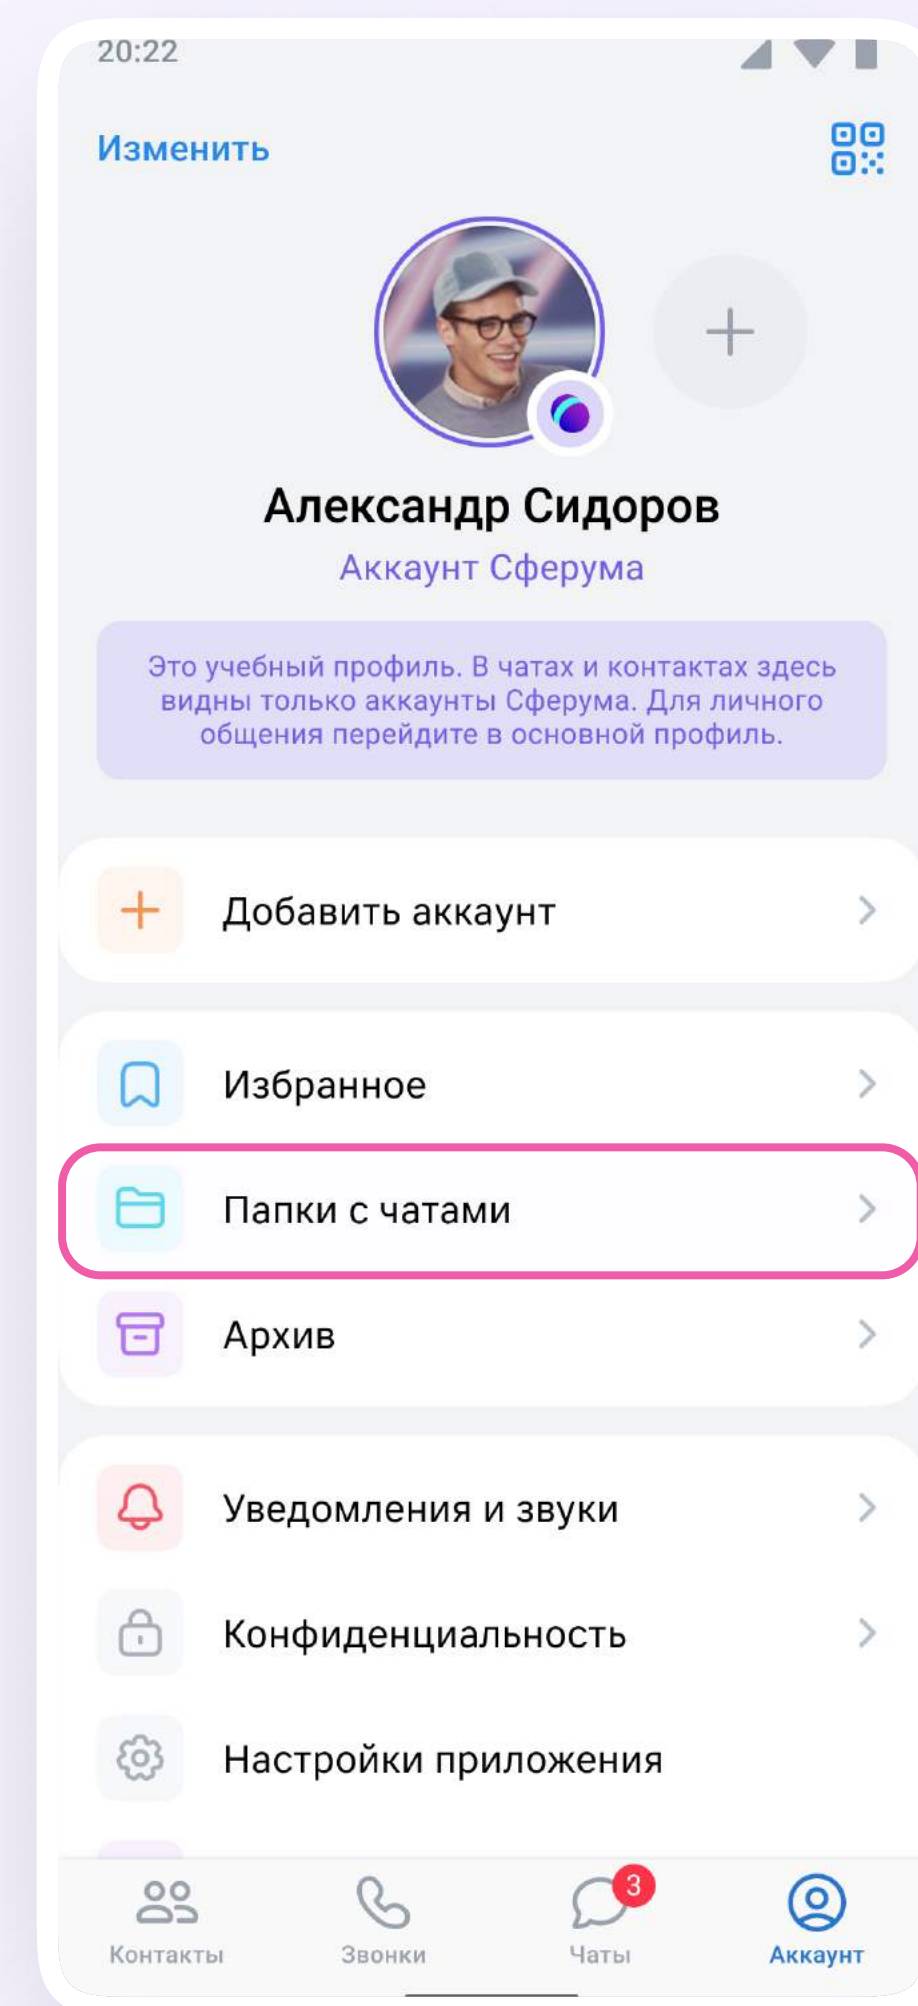 20:22
Изменить
Александр Сидоров
Аккаунт Сферума
Это учебный профиль. В чатах и контактах здесь
видны только аккаунты Сферума. Для личного
общения перейдите в основной профиль.
Добавить аккаунт
Избранное
Папки с чатами
Архив
Уведомления и звуки
Конфиденциальность
Настройки приложения
3
Контакты
Звонки
Чаты
Аккаунт